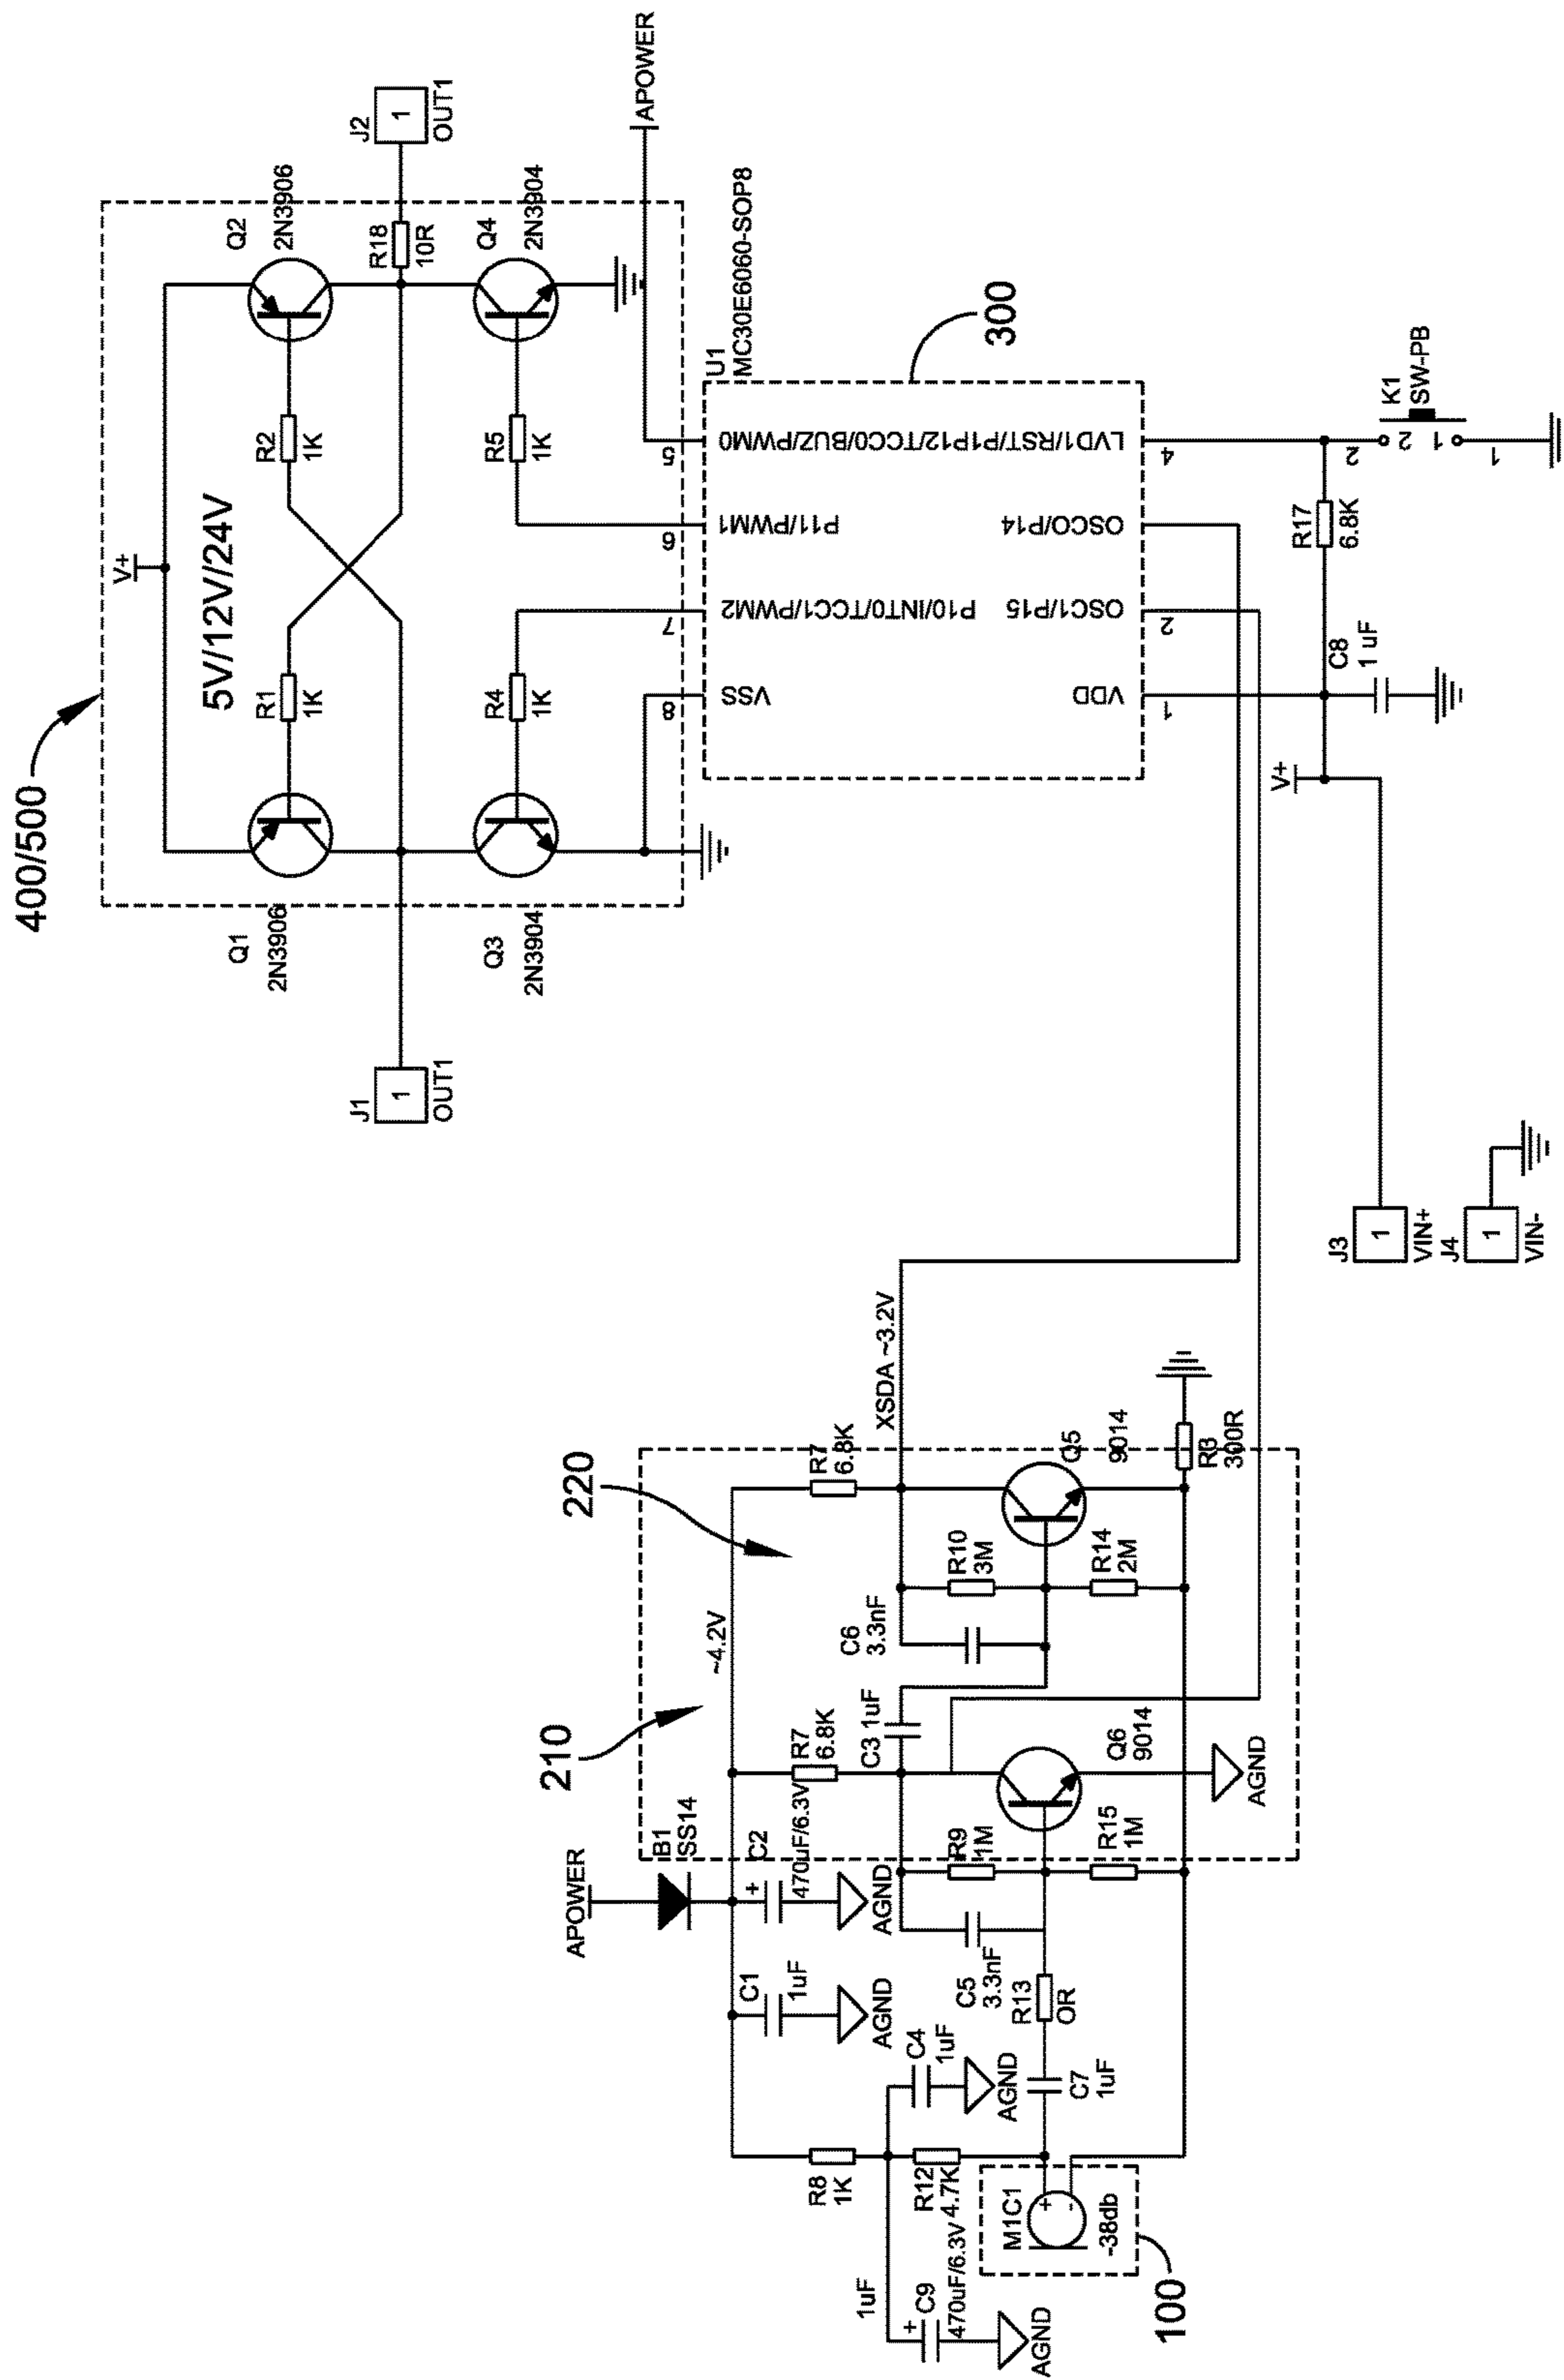 400/500
V+
5V/12V/24V
Q1
2N3906
R1
1K
R2
1K
Q2
2N3906
J1
1
OUT1
R18
10R
J2
1
OUT1
Q3
2N3904
R4
1K
R5
1K
Q4
2N3904
APOWER
8
7
6
5
U1
MC30E6060-SOP8
VSS
P10/INT0/TCC1/PWM2
P11/PWM1
LVD1/RST/P1P12/TCC0/BUZ/PWM0
300
VDD
OSC1/P15
OSCO/P14
1
2
4
V+
C8
1 uF
R17
6.8K
2
2
1
1
K1
SW-PB
J3
1
VIN+
J4
1
VIN-
210
220
APOWER
B1
SS14
~4.2V
C1
1uF
AGND
C2
470uF/6.3V
AGND
R7
6.8K
R7
6.8K
XSDA ~3.2V
R8
1K
C4
1uF
AGND
1uF
C9
470uF/6.3V
AGND
R12
4.7K
C3 1uF
C6
3.3nF
R10
3M
Q5
9014
R14
2M
R3
300R
C5
3.3nF
R9
1M
R13
OR
C7
1uF
R15
1M
Q6
9014
AGND
M1C1
+
-
-38db
100